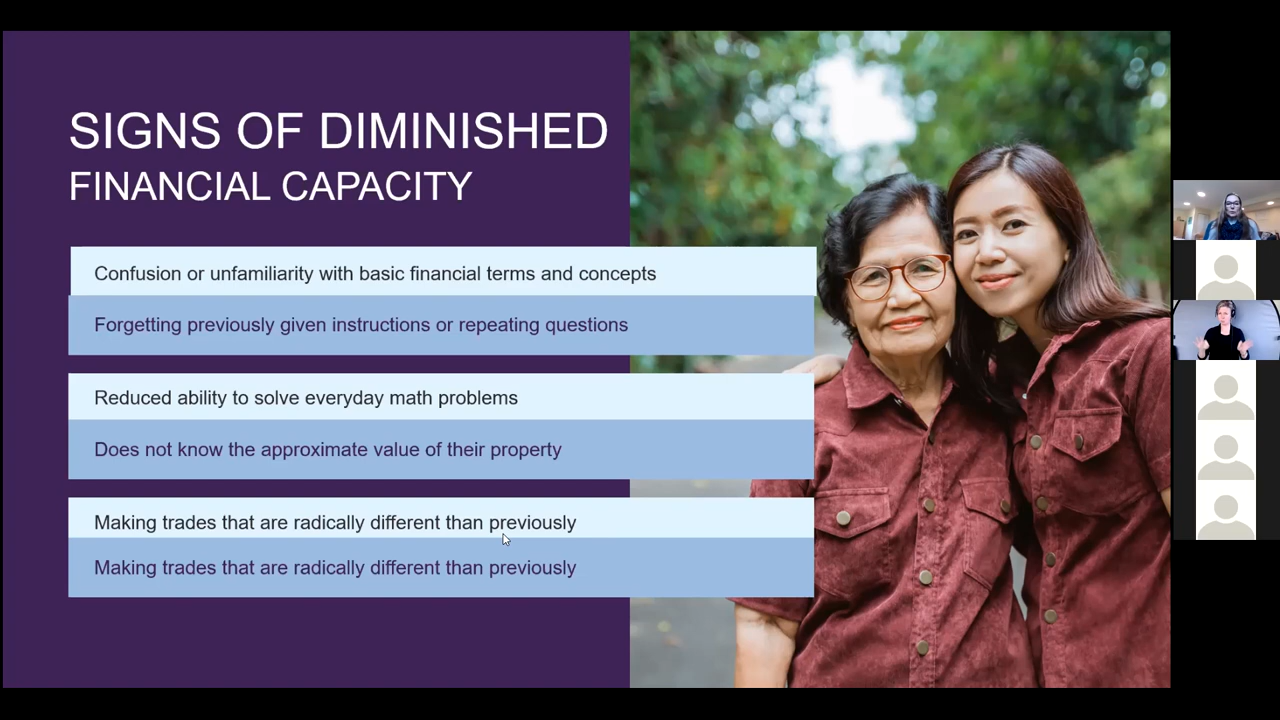 SIGNS OF DIMINISHED
FINANCIAL CAPACITY
Confusion or unfamiliarity with basic financial terms and concepts
Forgetting previously given instructions or repeating questions
Reduced ability to solve everyday math problems
Does not know the approximate value of their property
Making trades that are radically different than previously
Making trades that are radically different than previously